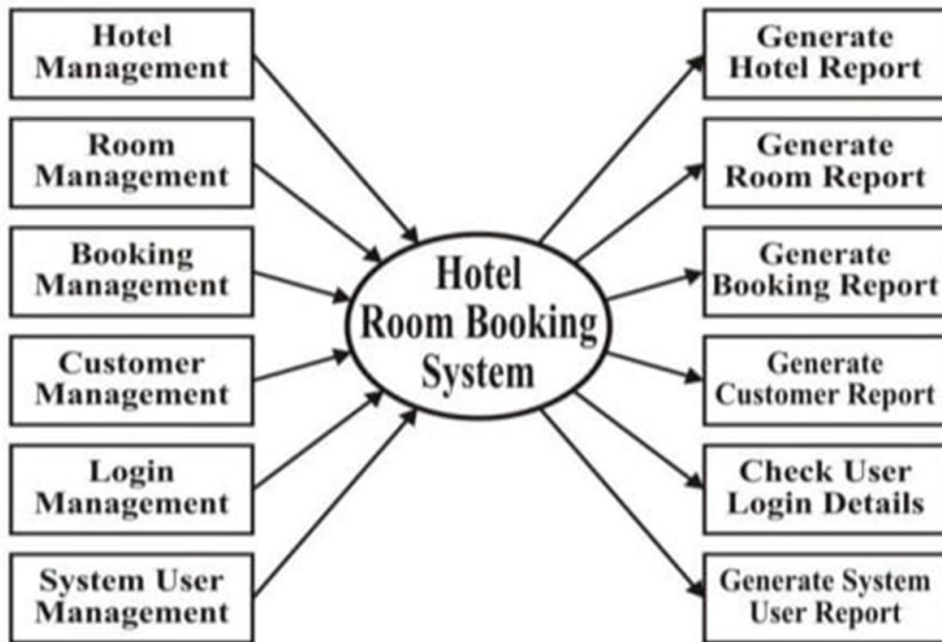 Hotel
Management
Room
Management
Booking
Management
Customer
Management
Login
Management
System User
Management
Hotel
Room Booking
System
Generate
Hotel Report
Generate
Room Report
Generate
Booking Report
Generate
Customer Report
Check User
Login Details
Generate System
User Report